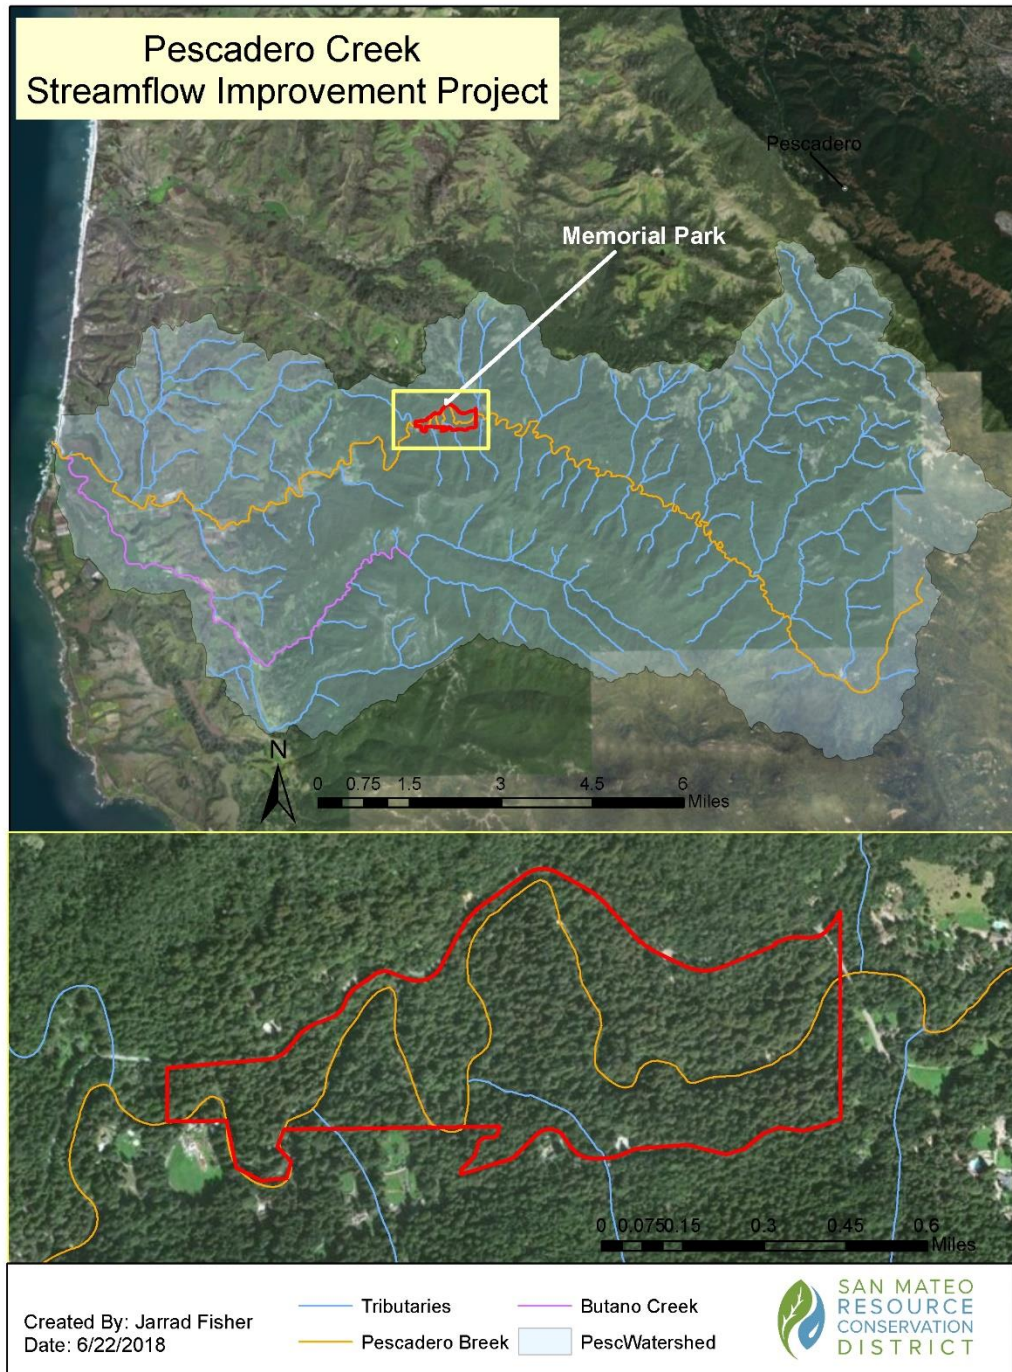 Pescadero Creek
Streamflow Improvement Project
Pescadero
Memorial Park
N
0 0.75 1.5 3 4.5 6
Miles
0 0.075 0.15 0.3 0.45 0.6
Miles
Created By: Jarrad Fisher
Date: 6/22/2018
Tributaries
Pescadero Breek
Butano Creek
PescWatershed
SAN MATEO
RESOURCE
CONSERVATION
DISTRICT